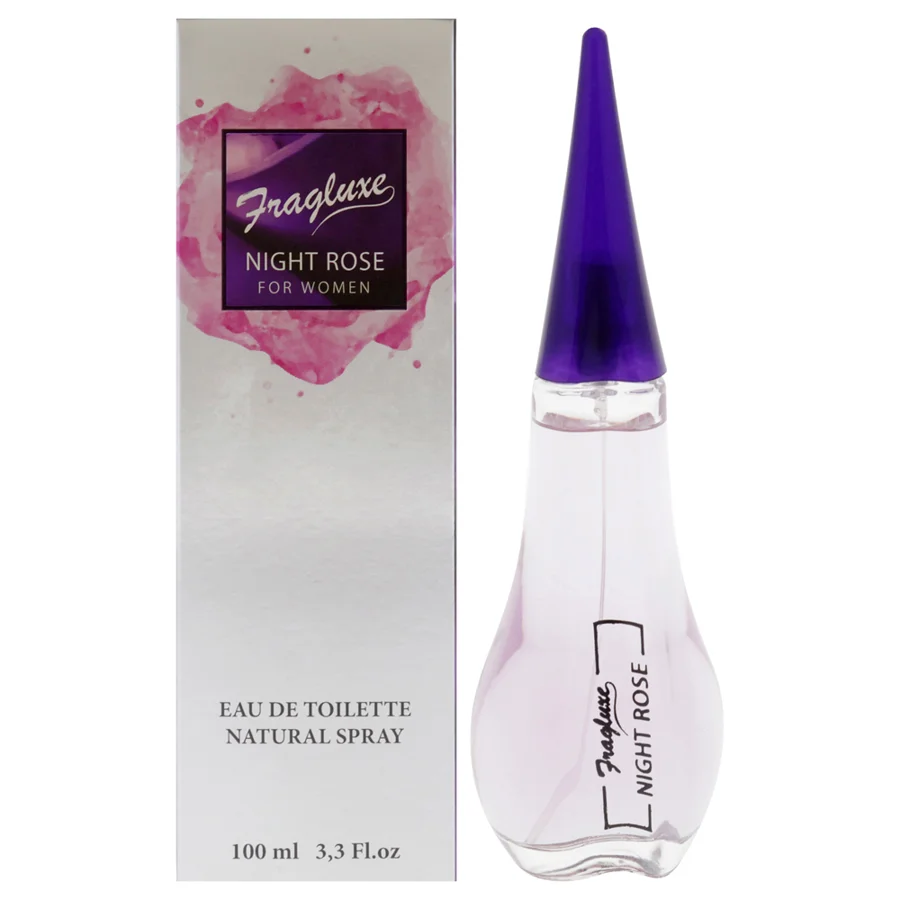 Fragluxe
NIGHT ROSE
FOR WOMEN
EAU DE TOILETTE
NATURAL SPRAY
100 ml 3,3 Fl.oz
Fragluxe
NIGHT ROSE